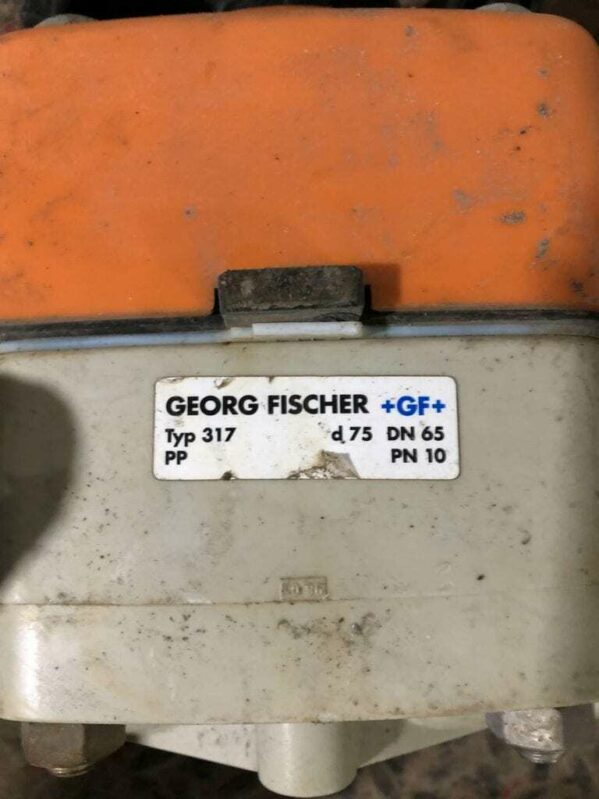 GEORG FISCHER +GF+
Typ 317 d 75 DN 65
PP PN 10